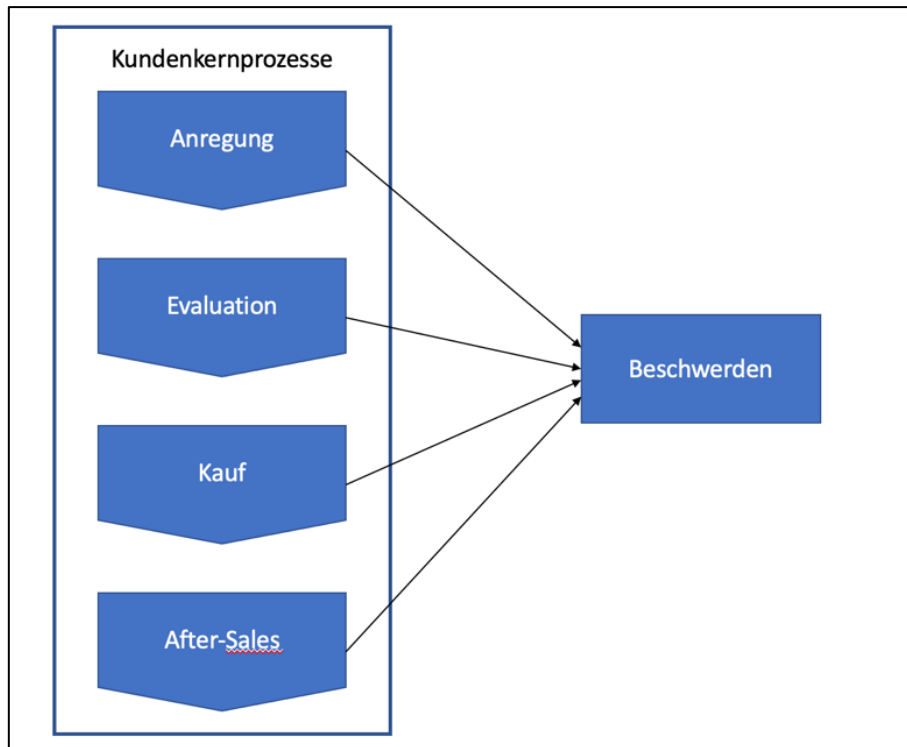 Kundenkernprozesse
Anregung
Evaluation
Beschwerden
Kauf
After-Sales